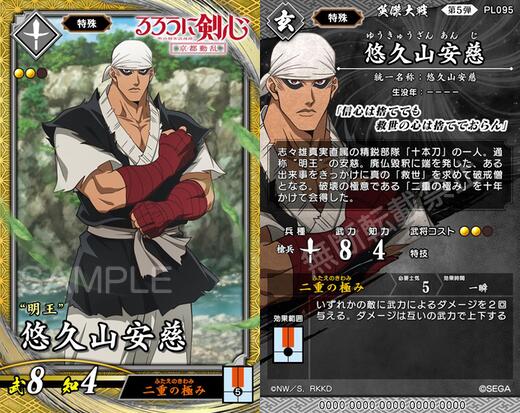 特殊
るろうに剣心
京都動乱
SAMPLE
“明王”
悠久山安慈
武8 知4
ふたえのきわみ
二重の極み
5
玄
特殊
英傑大戦
第5弾
PL095
ゆうきゅうざん あん じ
悠久山安慈
統一名称：悠久山安慈
生没年：----
「信心は捨てても
救世の心は捨てておらん」
志々雄真実直属の精鋭部隊「十本刀」の一人、通
称“明王”の安慈。廃仏毀釈に端を発した、ある
出来事をきっかけに真の「救世」を求めて破戒僧
となる。破壊の極意である「二重の極み」を十年
かけて会得した。
兵種 武力 知力 武将コスト
槍兵 8 4 特技
無断転載禁止
ふたえのきわみ 必要士気 効果時間
二重の極み 5 一瞬
効果範囲
いずれかの敵に武力によるダメージを2回
与える。ダメージは互いの武力で上下する
©NW／S, RKKD
©SEGA
0000 0000 0000 0000 0000